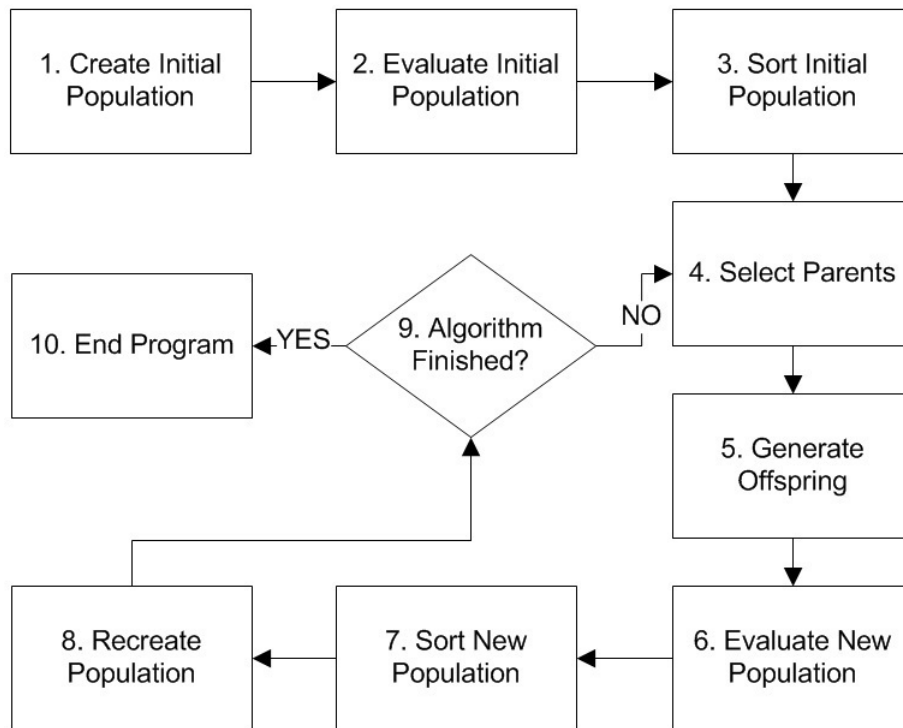 1. Create Initial
Population
2. Evaluate Initial
Population
3. Sort Initial
Population
4. Select Parents
5. Generate
Offspring
6. Evaluate New
Population
7. Sort New
Population
8. Recreate
Population
9. Algorithm
Finished?
NO
YES
10. End Program